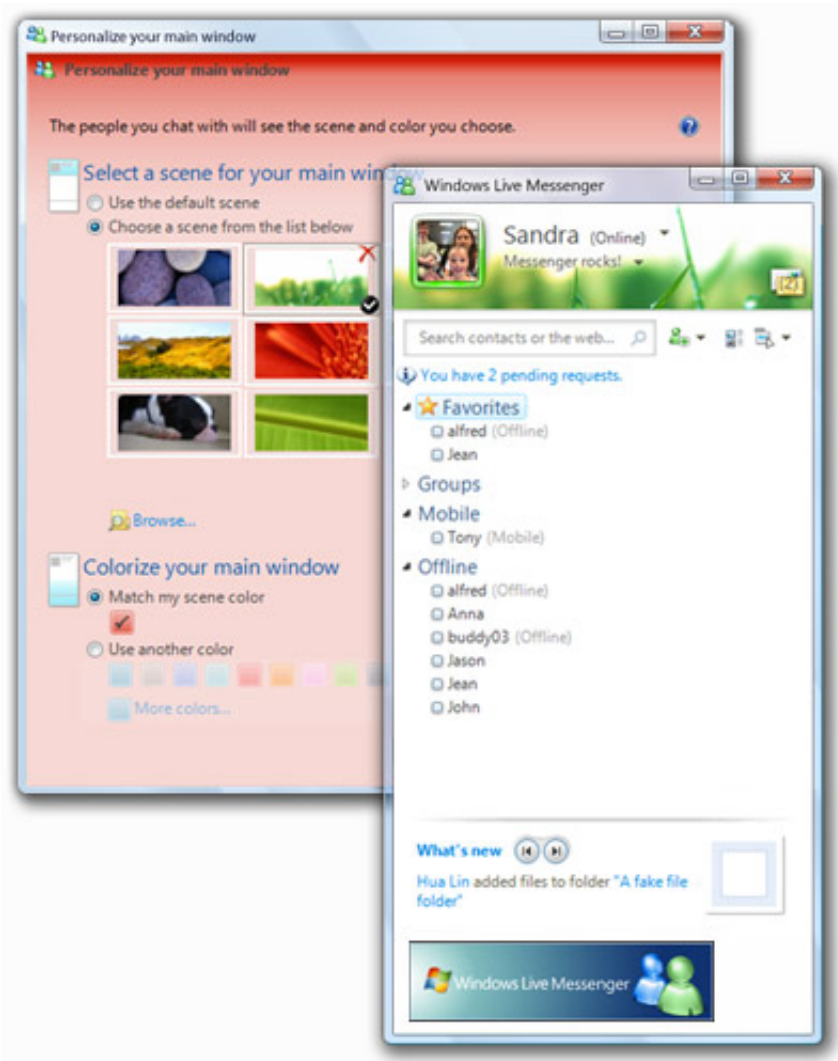 Personalize your main window
Personalize your main window
The people you chat with will see the scene and color you choose.
Select a scene for your main window
Use the default scene
Choose a scene from the list below
Browse...
Colorize your main window
Match my scene color
Use another color
More colors...
Windows Live Messenger
Sandra (Online)
Messenger rocks!
(2)
Search contacts or the web...
You have 2 pending requests.
Favorites
alfred (Offline)
Jean
Groups
Mobile
Tony (Mobile)
Offline
alfred (Offline)
Anna
buddy03 (Offline)
Jason
Jean
John
What's new
Hua Lin added files to folder "A fake file
folder"
Windows Live Messenger